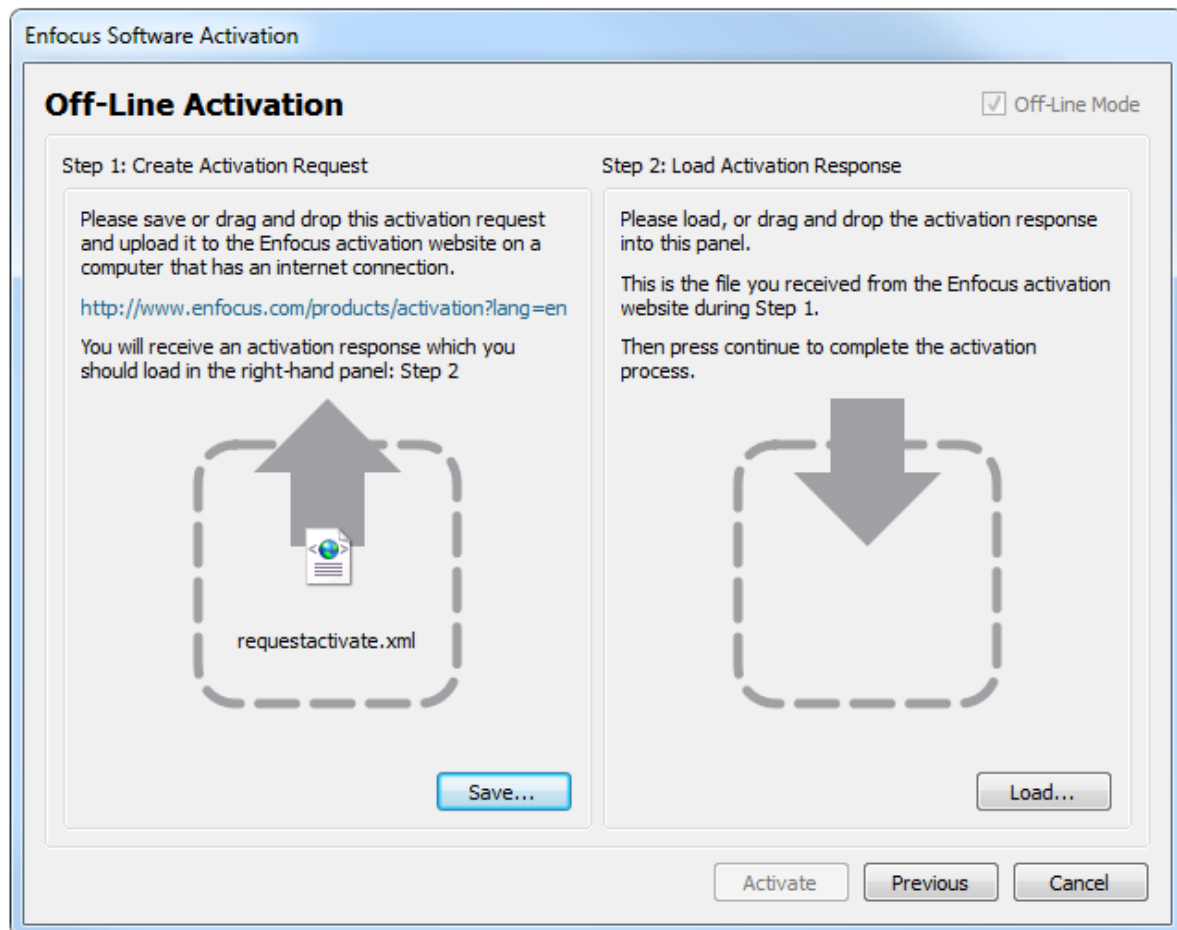 Enfocus Software Activation
Off-Line Activation
Off-Line Mode
Step 1: Create Activation Request
Please save or drag and drop this activation request
and upload it to the Enfocus activation website on a
computer that has an internet connection.
http://www.enfocus.com/products/activation?lang=en
You will receive an activation response which you
should load in the right-hand panel: Step 2
requestactivate.xml
Save...
Step 2: Load Activation Response
Please load, or drag and drop the activation response
into this panel.
This is the file you received from the Enfocus activation
website during Step 1.
Then press continue to complete the activation
process.
Load...
Activate
Previous
Cancel